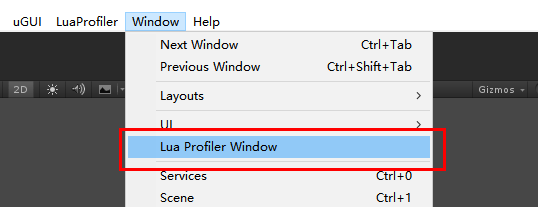 uGUI LuaProfiler Window Help
Next Window Ctrl+Tab
Previous Window Ctrl+Shift+Tab
2D Gizmos
Layouts
UI
Lua Profiler Window
Services Ctrl+0
Scene Ctrl+1